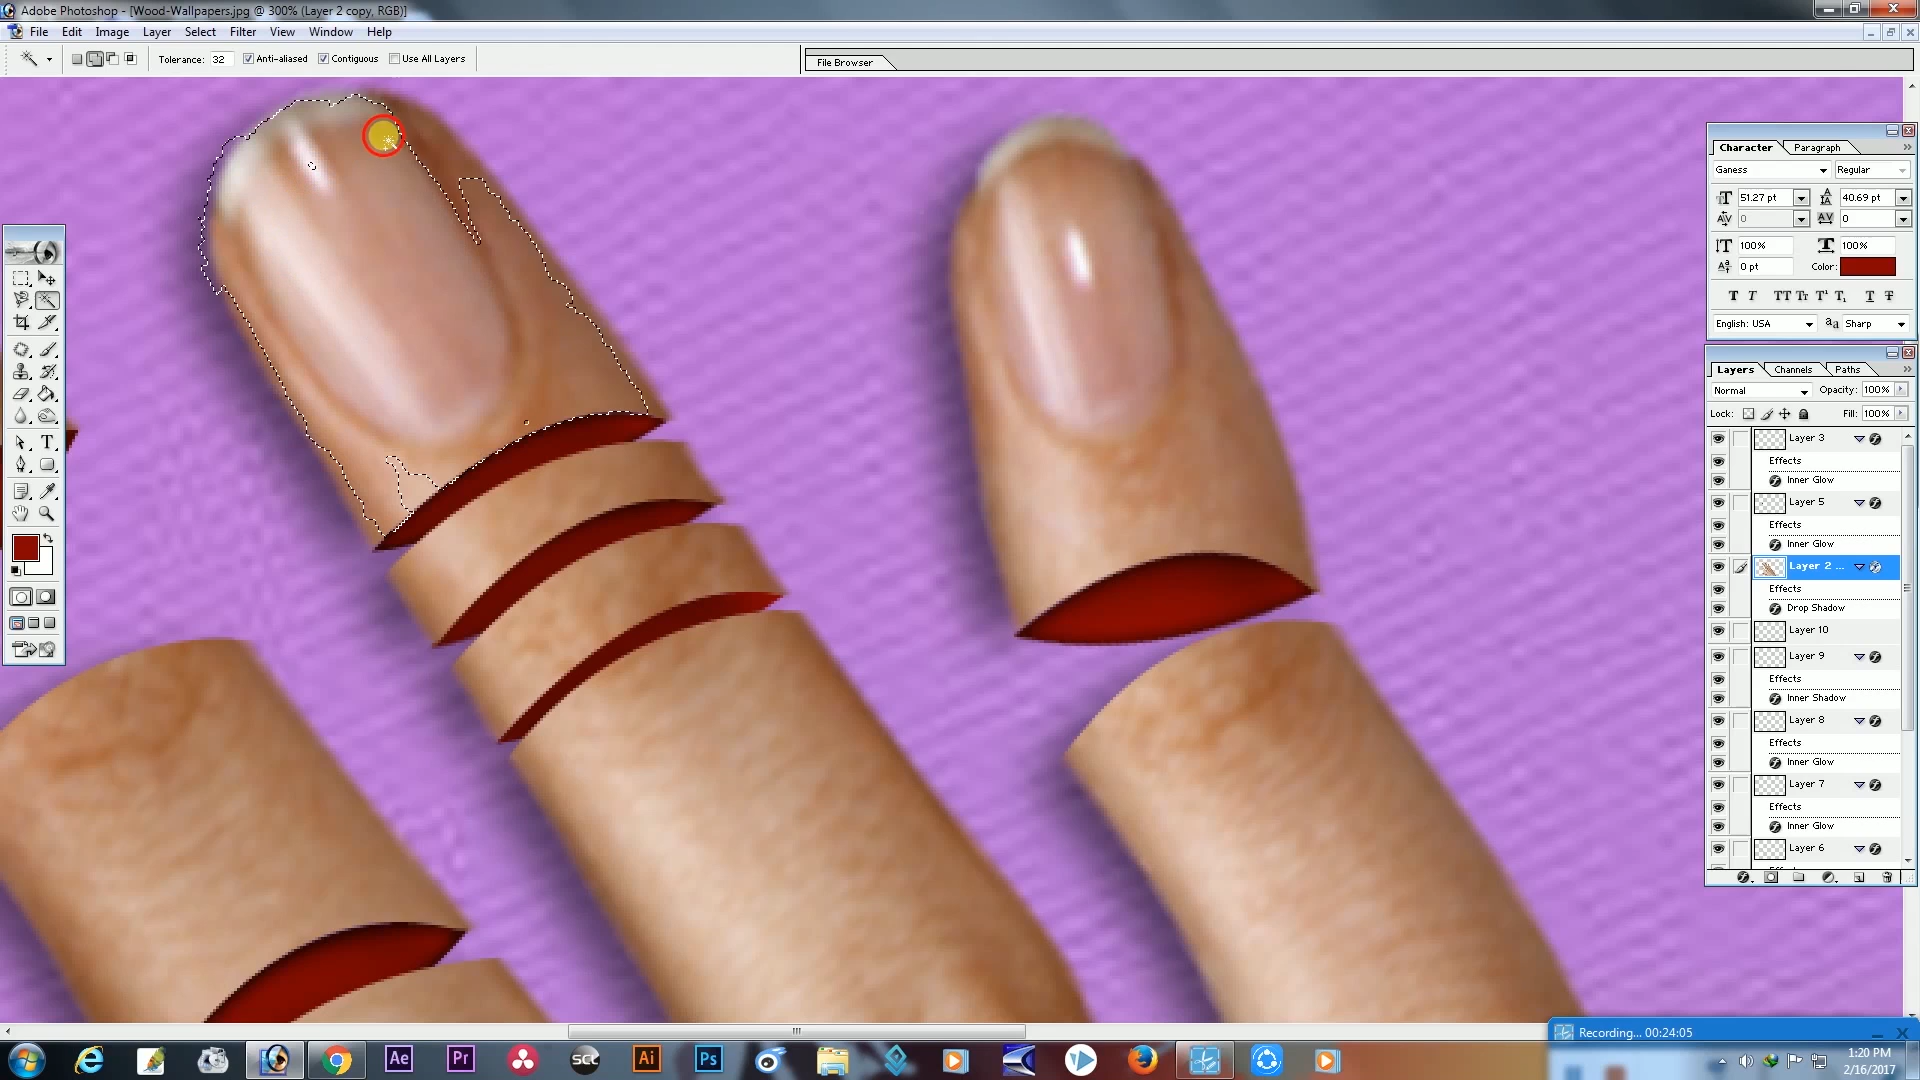 Adobe Photoshop - [Wood-Wallpapers.jpg @ 300% (Layer 2 copy, RGB)]
File Edit Image Layer Select Filter View Window Help
Tolerance: 32 Anti-aliased Contiguous Use All Layers
File Browser
Character Paragraph
Ganess Regular
51.27 pt 40.69 pt
0 0
100% 100%
0 pt Color:
English: USA Sharp
Layers Channels Paths
Normal Opacity: 100%
Lock: Fill: 100%
Layer 3
Effects
Inner Glow
Layer 5
Effects
Inner Glow
Layer 2 ...
Effects
Drop Shadow
Layer 10
Layer 9
Effects
Inner Shadow
Layer 8
Effects
Inner Glow
Layer 7
Effects
Inner Glow
Layer 6
Recording... 00:24:05
Ae Pr SCL Ai Ps
1:20 PM
2/16/2017